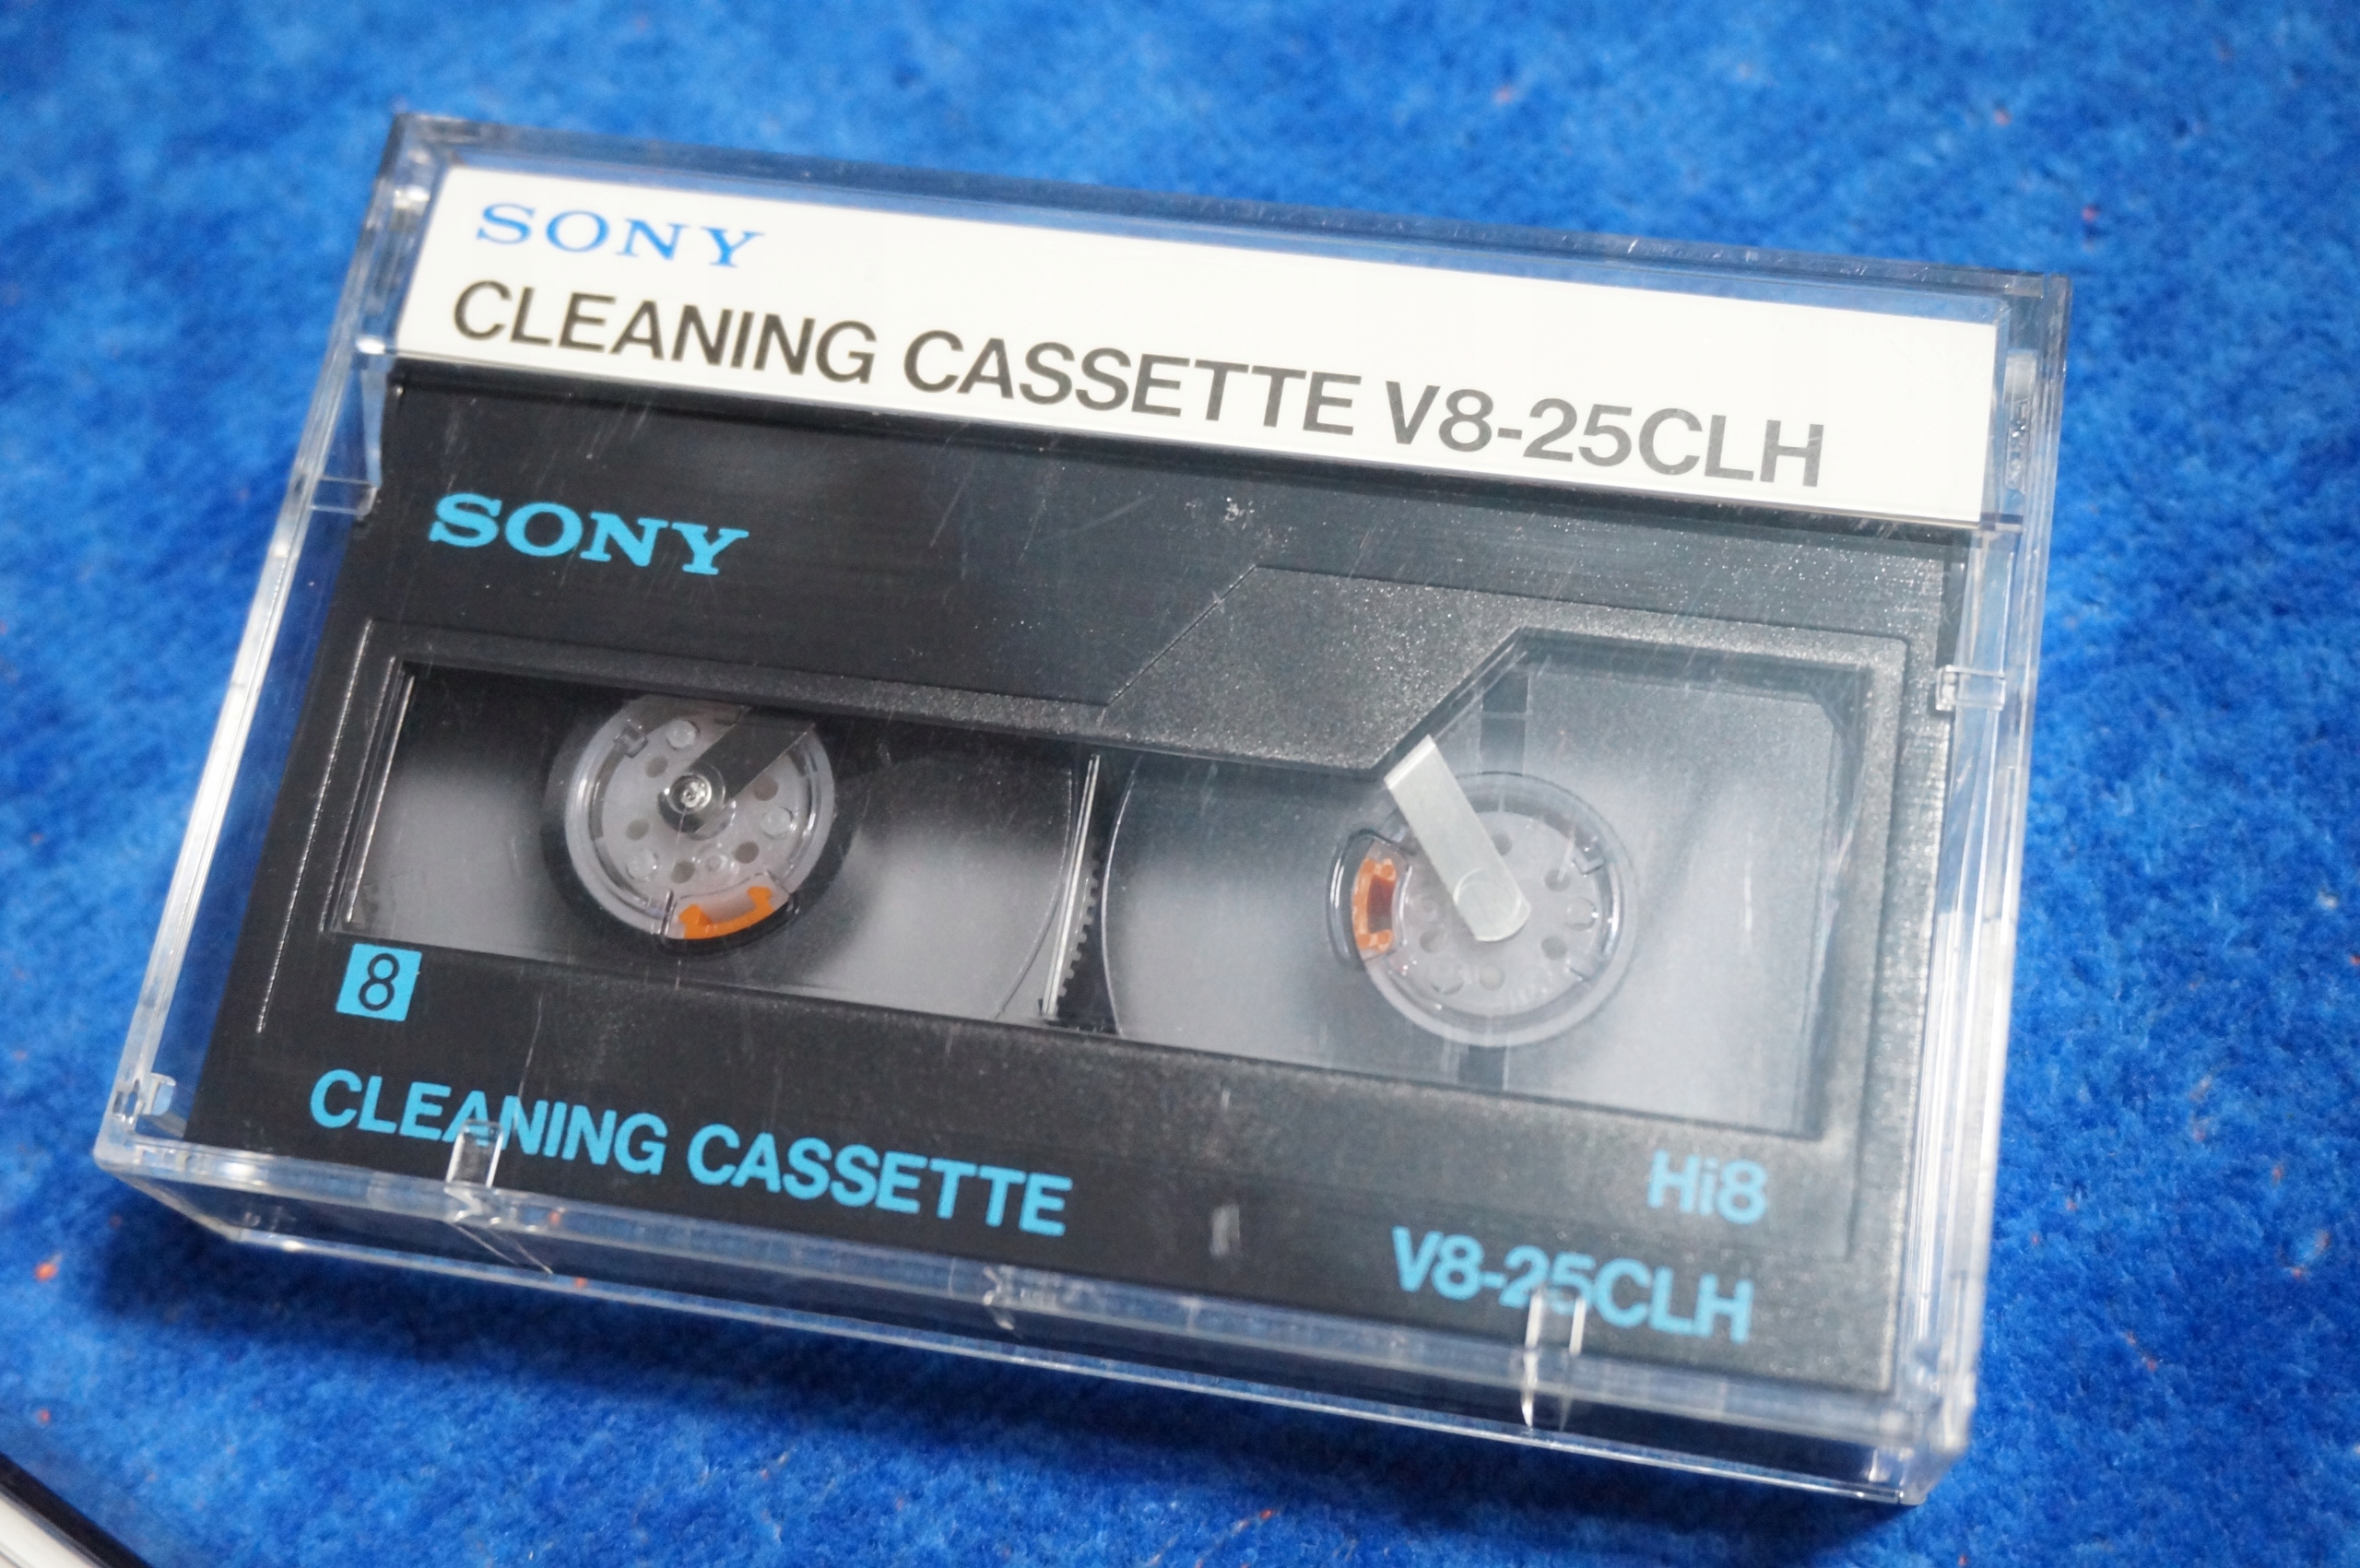 SONY
CLEANING CASSETTE V8-25CLH
SONY
8
CLEANING CASSETTE
Hi8
V8-25CLH